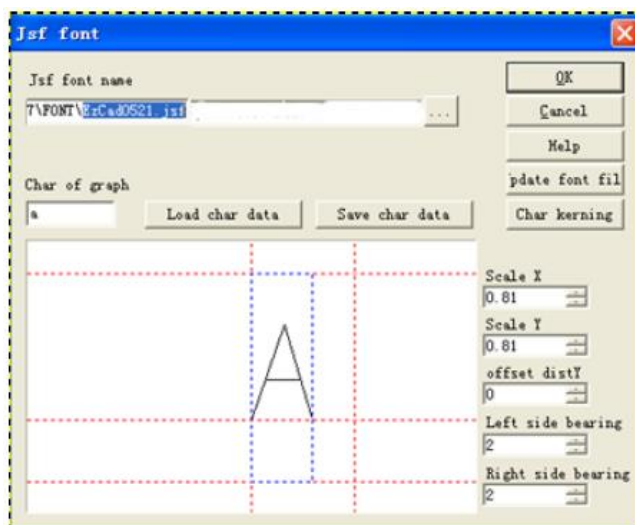 Jsf font
Jsf font name
7\FONT\EzCad0521.jsf
...
OK
Cancel
Help
pdate font fil
Char kerning
Char of graph
a
Load char data
Save char data
A
Scale X
0.81
Scale Y
0.81
offset distY
0
Left side bearing
2
Right side bearing
2